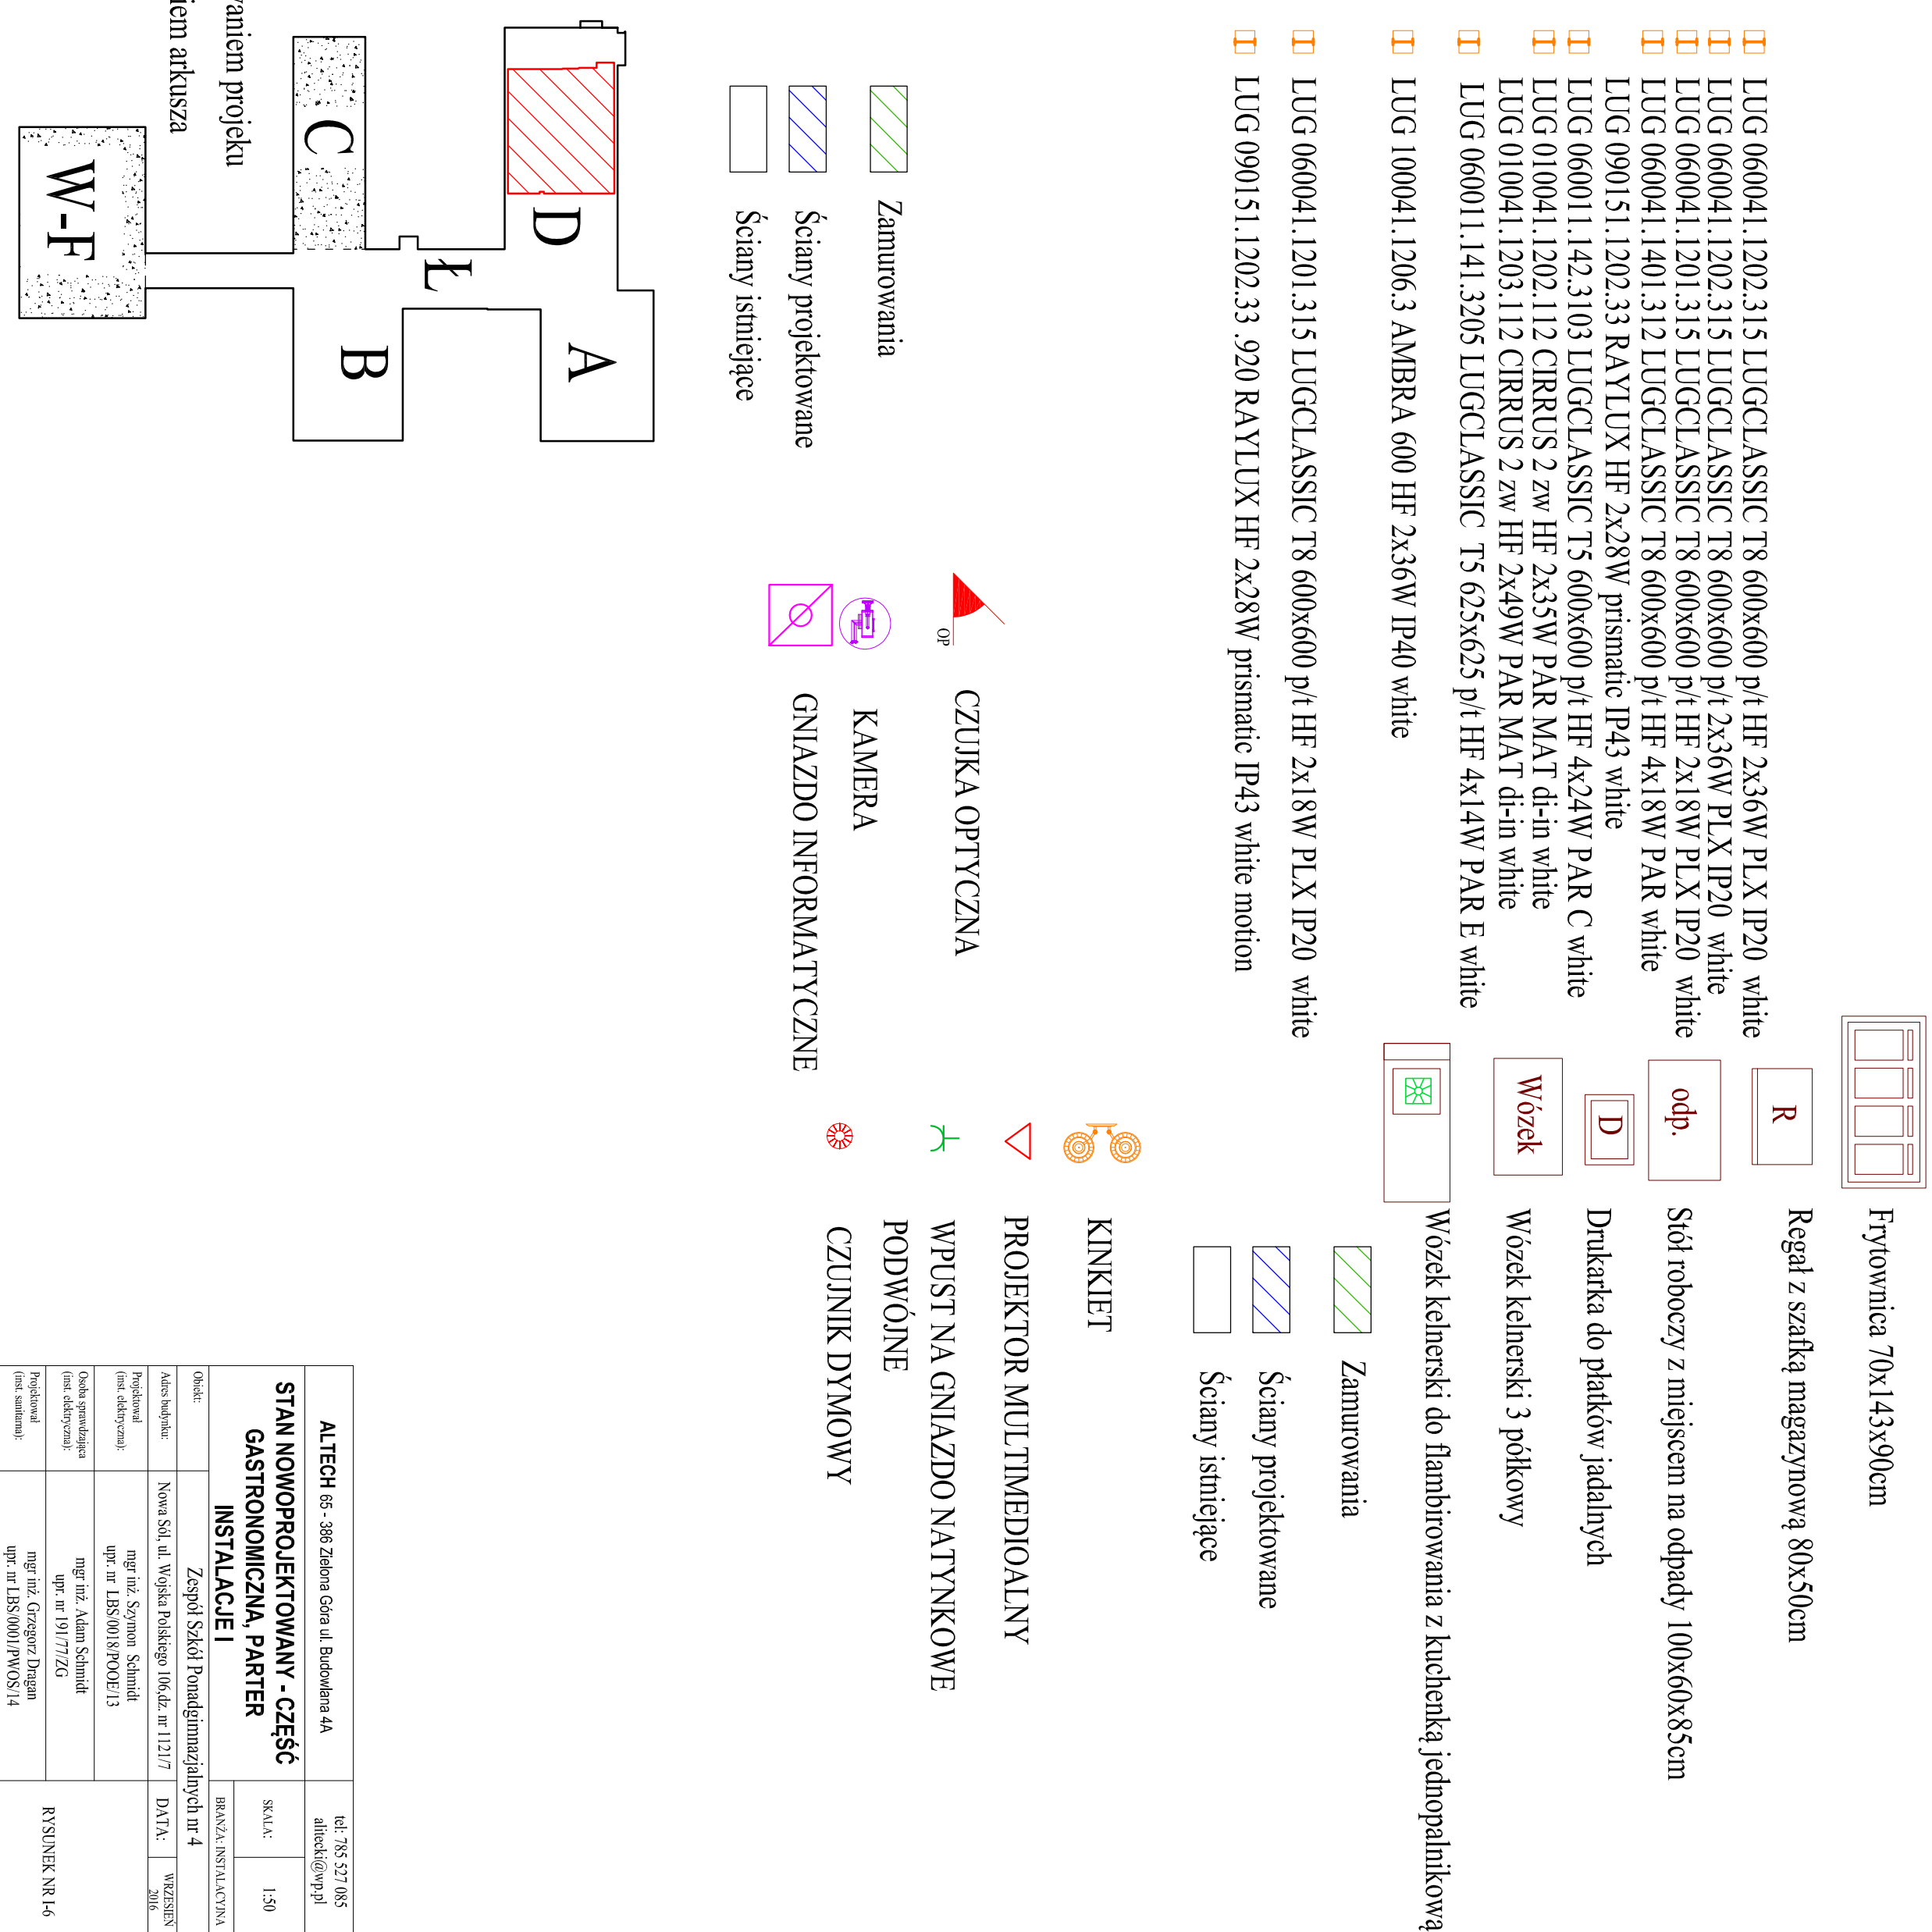 Frytownica 70x143x90cm
R
Regał z szafką magazynową 80x50cm
odp.
Stół roboczy z miejscem na odpady 100x60x85cm
D
Drukarka do płatków jadalnych
Wózek
Wózek kelnerski 3 półkowy
Wózek kelnerski do flambirowania z kuchenką jednopalnikową
LUG 060041.1202.315 LUGCLASSIC T8 600x600 p/t HF 2x36W PLX IP20 white
LUG 060041.1202.315 LUGCLASSIC T8 600x600 p/t 2x36W PLX IP20 white
LUG 060041.1201.315 LUGCLASSIC T8 600x600 p/t HF 2x18W PLX IP20 white
LUG 060041.1401.312 LUGCLASSIC T8 600x600 p/t HF 4x18W PAR white
LUG 090151.1202.33 RAYLUX HF 2x28W prismatic IP43 white
LUG 060011.142.3103 LUGCLASSIC T5 600x600 p/t HF 4x24W PAR C white
LUG 010041.1202.112 CIRRUS 2 zw HF 2x35W PAR MAT di-in white
LUG 010041.1203.112 CIRRUS 2 zw HF 2x49W PAR MAT di-in white
LUG 060011.141.3205 LUGCLASSIC T5 625x625 p/t HF 4x14W PAR E white
LUG 100041.1206.3 AMBRA 600 HF 2x36W IP40 white
LUG 060041.1201.315 LUGCLASSIC T8 600x600 p/t HF 2x18W PLX IP20 white
LUG 090151.1202.33 .920 RAYLUX HF 2x28W prismatic IP43 white motion
Zamurowania
Ściany projektowane
Ściany istniejące
KINKIET
PROJEKTOR MULTIMEDIOALNY
WPUST NA GNIAZDO NATYNKOWE
PODWÓJNE
CZUJNIK DYMOWY
OP
CZUJKA OPTYCZNA
KAMERA
GNIAZDO INFORMATYCZNE
Zamurowania
Ściany projektowane
Ściany istniejące
A
D
Ł
B
C
W-F
waniem projeku
iem arkusza
ALTECH 65 - 386 Zielona Góra ul. Budowlana 4A
tel: 785 527 085
alitecki@wp.pl
STAN NOWOPROJEKTOWANY - CZĘŚĆ
GASTRONOMICZNA, PARTER
INSTALACJE I
SKALA:
1:50
BRANŻA: INSTALACYJNA
Obiekt:
Zespół Szkół Ponadgimnazjalnych nr 4
Adres budynku:
Nowa Sól, ul. Wojska Polskiego 106,dz. nr 1121/7
DATA:
WRZESIEŃ
2016
Projektował
(inst. elektryczna):
mgr inż. Szymon Schmidt
upr. nr LBS/0018/POOE/13
Osoba sprawdzająca
(inst. elektryczna):
mgr inż. Adam Schmidt
upr. nr 191/77/ZG
Projektował
(inst. sanitarna):
mgr inż. Grzegorz Dragan
upr. nr LBS/0001/PWOS/14
RYSUNEK NR I-6